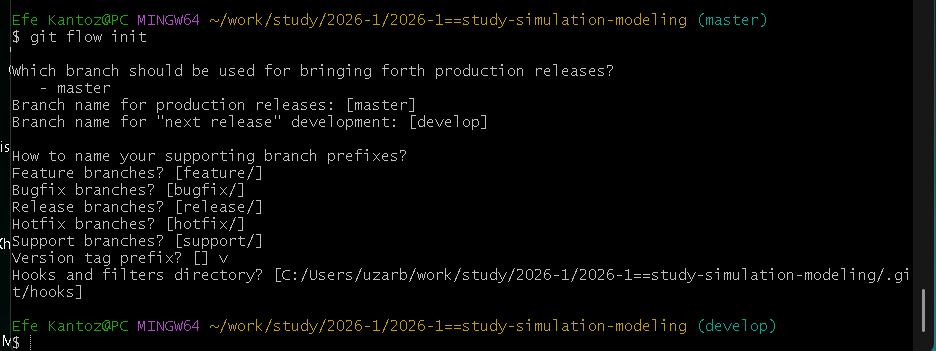 Efe Kantoz@PC MINGW64 ~/work/study/2026-1/2026-1==study-simulation-modeling (master)
$ git flow init
Which branch should be used for bringing forth production releases?
- master
Branch name for production releases: [master]
Branch name for "next release" development: [develop]
How to name your supporting branch prefixes?
Feature branches? [feature/]
Bugfix branches? [bugfix/]
Release branches? [release/]
Hotfix branches? [hotfix/]
Support branches? [support/]
Version tag prefix? [] v
Hooks and filters directory? [C:/Users/uzarb/work/study/2026-1/2026-1==study-simulation-modeling/.gi
t/hooks]
Efe Kantoz@PC MINGW64 ~/work/study/2026-1/2026-1==study-simulation-modeling (develop)
$